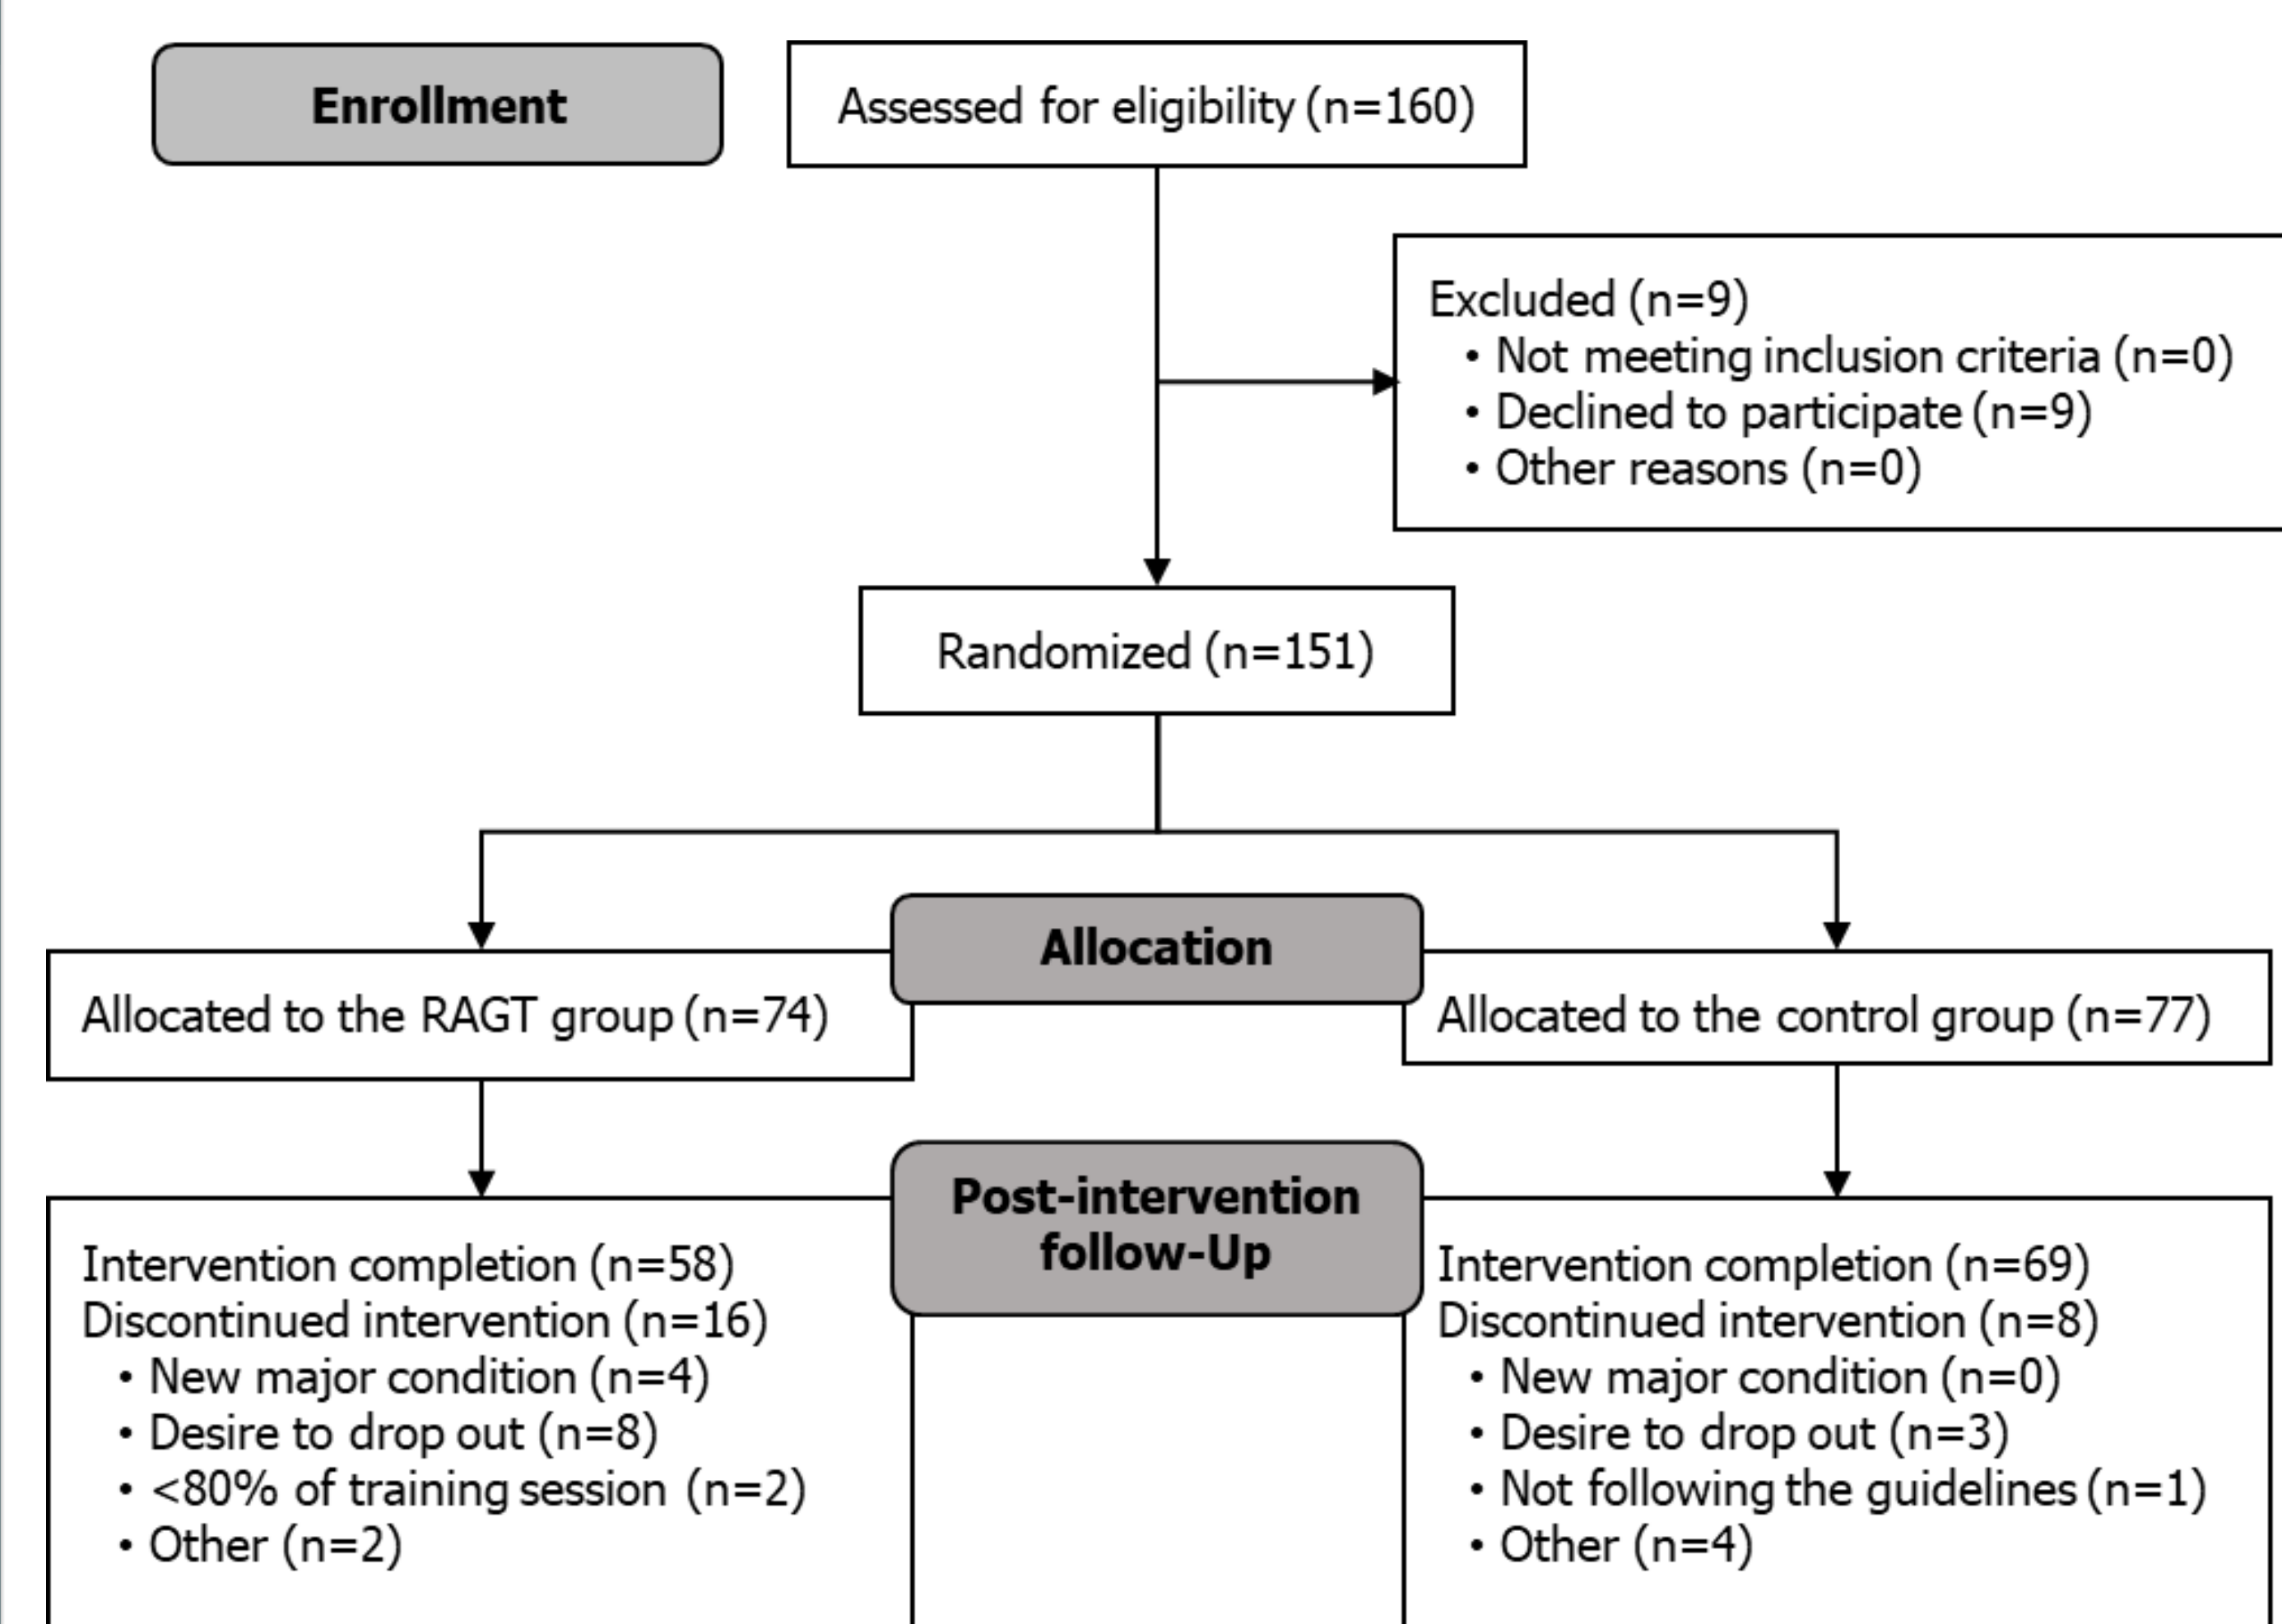 Enrollment
Assessed for eligibility (n=160)
Excluded (n=9)
• Not meeting inclusion criteria (n=0)
• Declined to participate (n=9)
• Other reasons (n=0)
Randomized (n=151)
Allocation
Allocated to the RAGT group (n=74)
Allocated to the control group (n=77)
Post-intervention
follow-Up
Intervention completion (n=58)
Discontinued intervention (n=16)
• New major condition (n=4)
• Desire to drop out (n=8)
• <80% of training session (n=2)
• Other (n=2)
Intervention completion (n=69)
Discontinued intervention (n=8)
• New major condition (n=0)
• Desire to drop out (n=3)
• Not following the guidelines (n=1)
• Other (n=4)